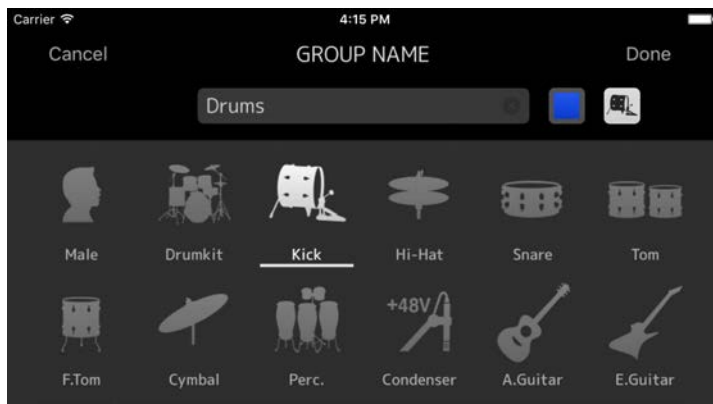 Carrier 4:15 PM
Cancel GROUP NAME Done
Drums
Male Drumkit Kick Hi-Hat Snare Tom
+48V
F.Tom Cymbal Perc. Condenser A.Guitar E.Guitar